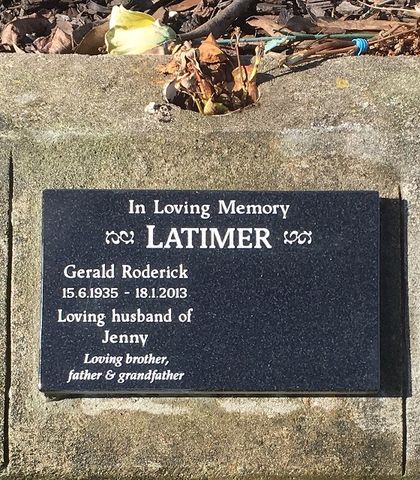 In Loving Memory
LATIMER
Gerald Roderick
15.6.1935 - 18.1.2013
Loving husband of
Jenny
Loving brother,
father & grandfather